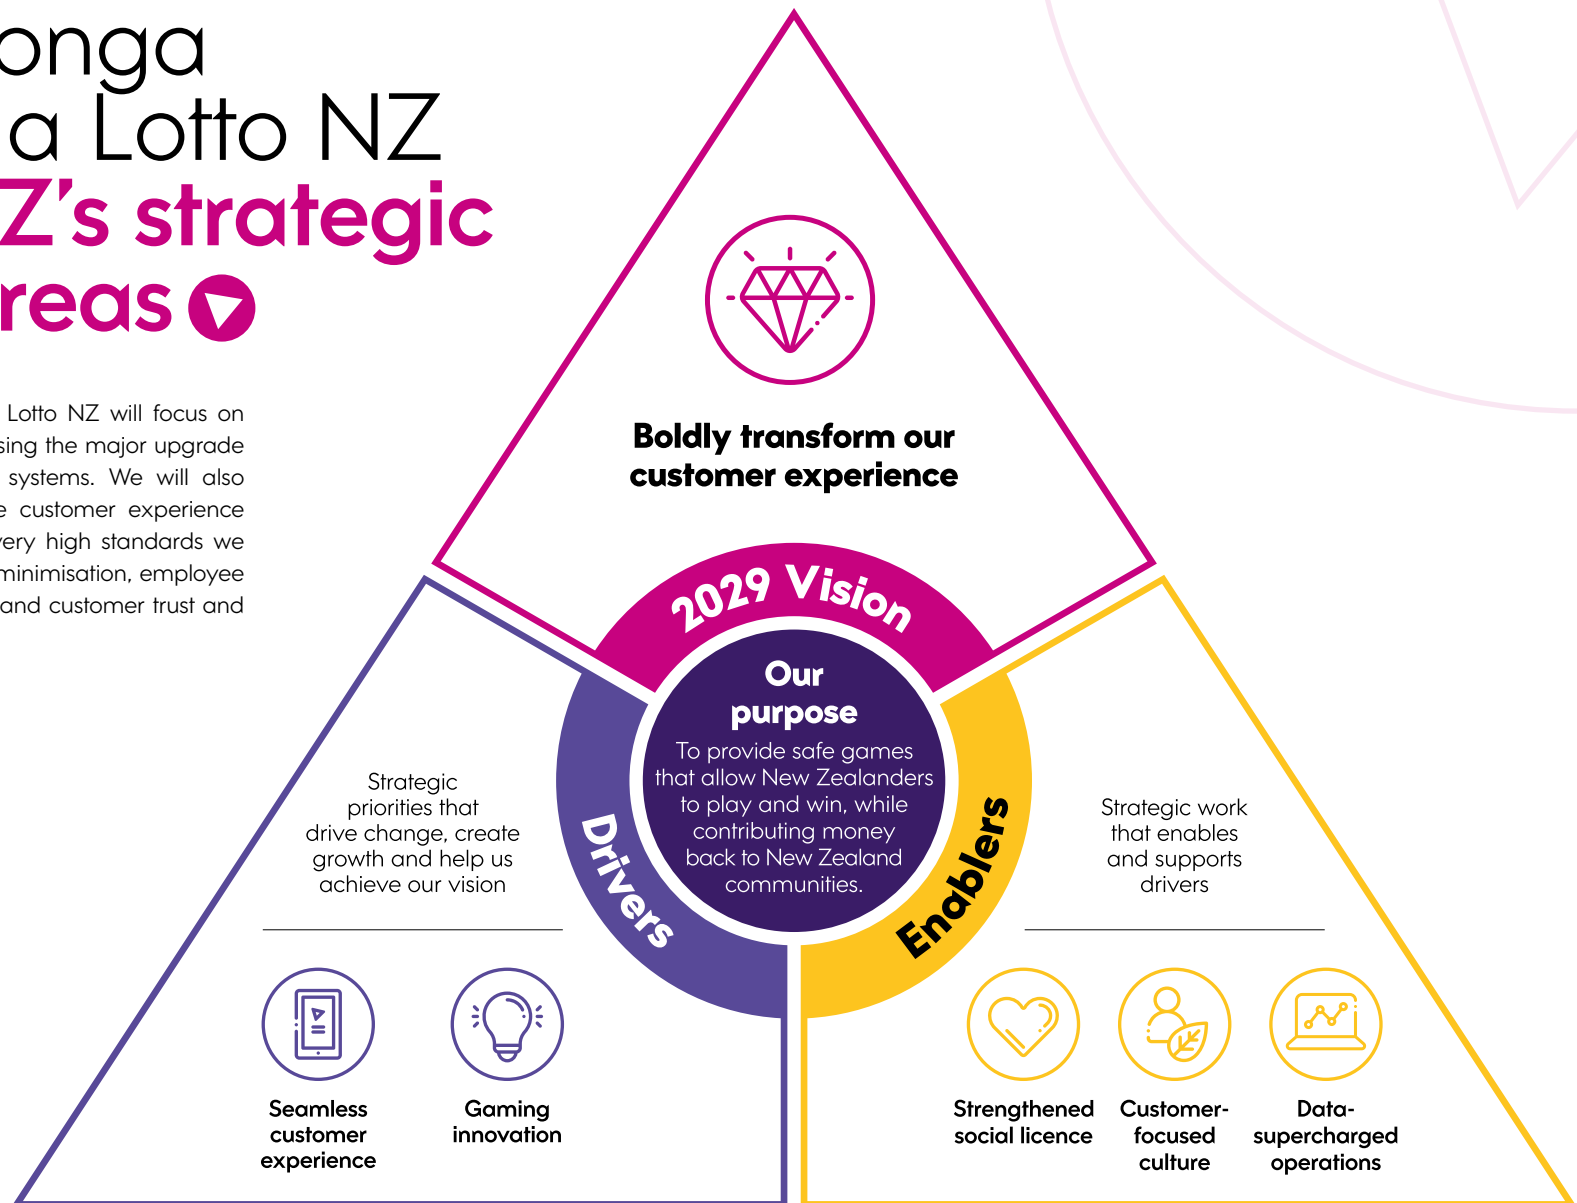 onga
a Lotto NZ
Z's strategic
reas
Lotto NZ will focus on
sing the major upgrade
systems. We will also
e customer experience
very high standards we
minimisation, employee
and customer trust and
Boldly transform our
customer experience
2029 Vision
Our
purpose
To provide safe games
that allow New Zealanders
to play and win, while
contributing money
back to New Zealand
communities.
Drivers
Strategic
priorities that
drive change, create
growth and help us
achieve our vision
Seamless
customer
experience
Gaming
innovation
Enablers
Strategic work
that enables
and supports
drivers
Strengthened
social licence
Customer-
focused
culture
Data-
supercharged
operations